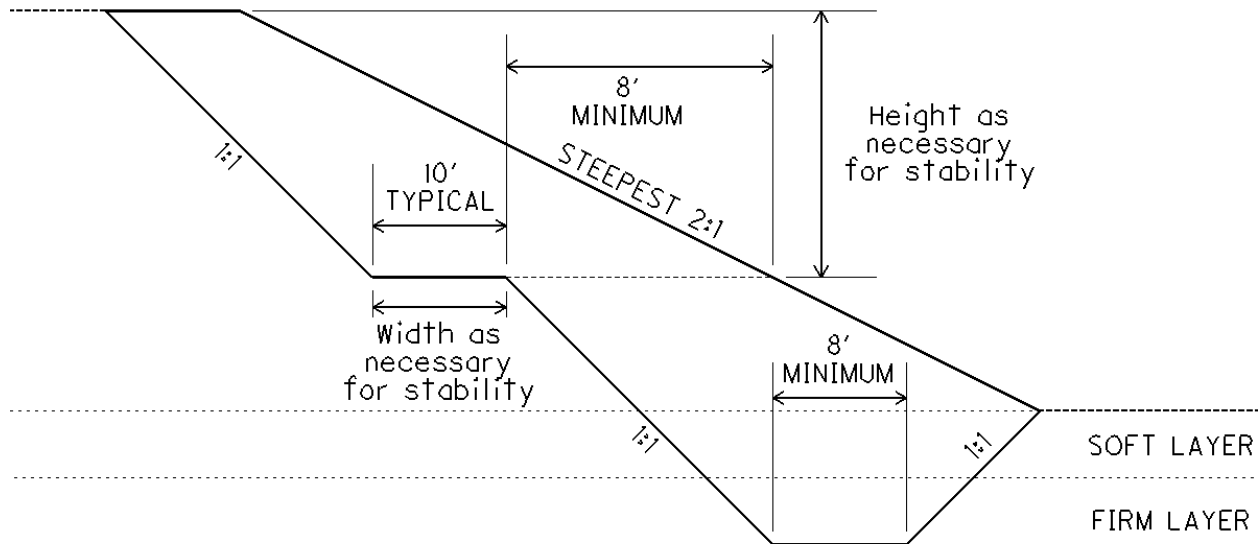 8'
MINIMUM
Height as
necessary
for stability
1:1
10'
TYPICAL
STEEPEST 2:1
Width as
necessary
for stability
8'
MINIMUM
1:1
1:1
SOFT LAYER
FIRM LAYER